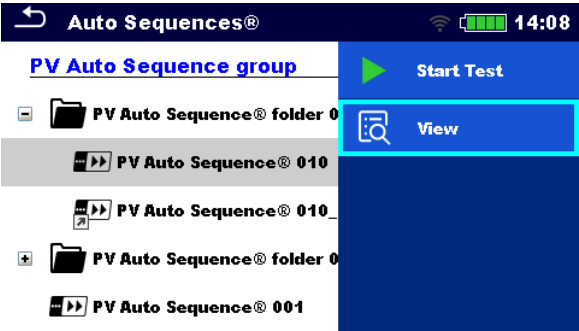 Auto Sequences® 14:08
PV Auto Sequence group
Start Test
PV Auto Sequence® folder 0
View
PV Auto Sequence® 010
PV Auto Sequence® 010_
PV Auto Sequence® folder 0
PV Auto Sequence® 001